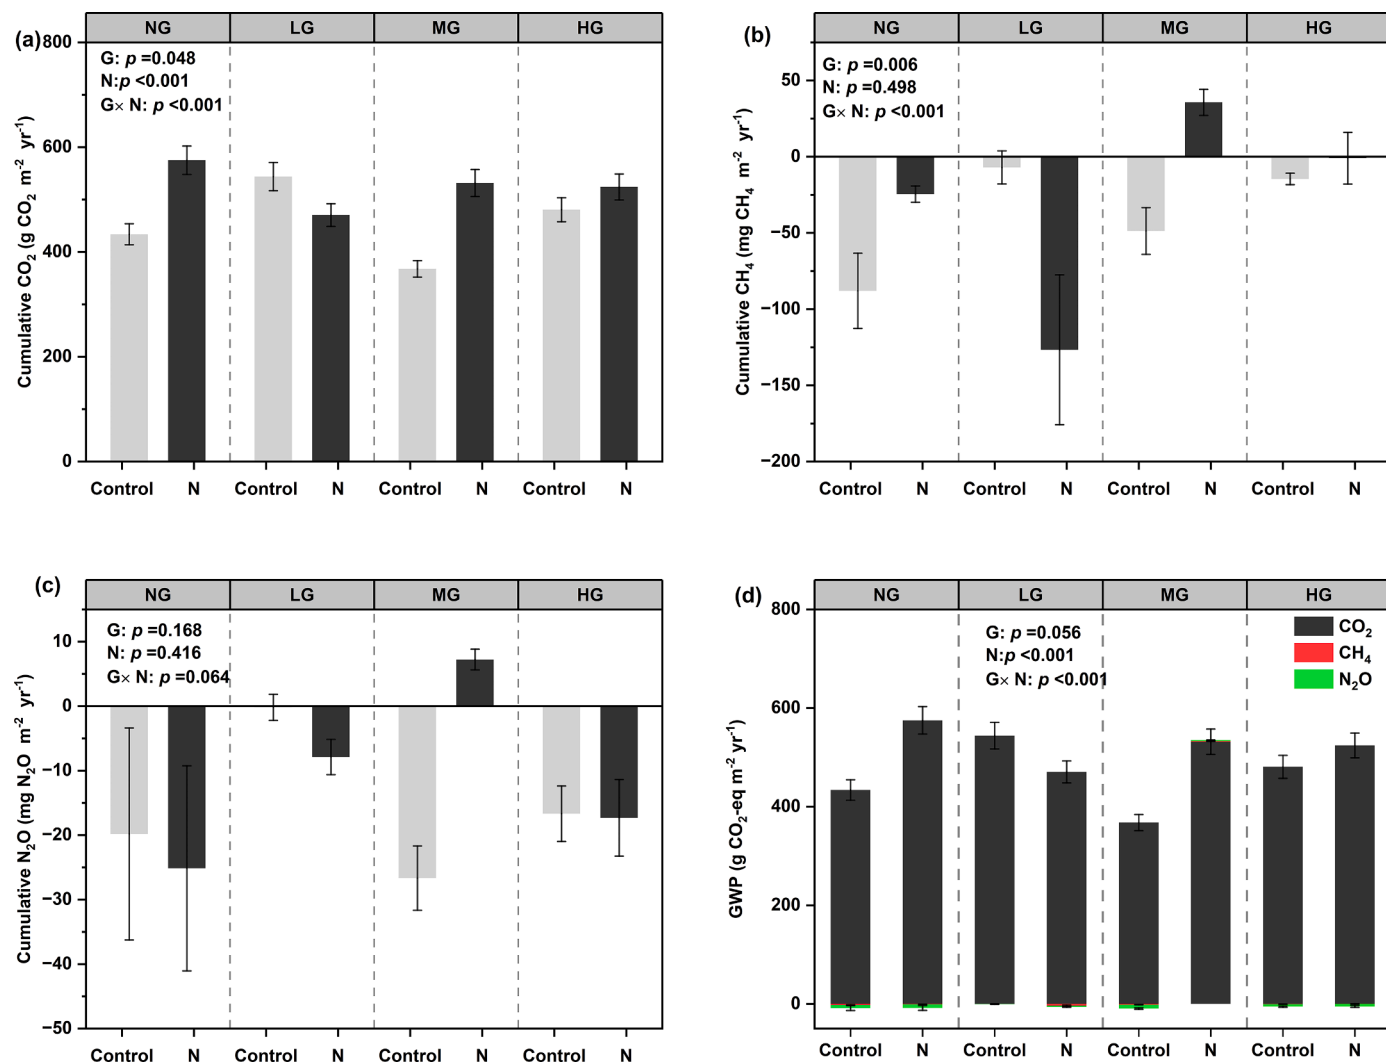 (a)
NG LG MG HG
G: p =0.048
N:p <0.001
G× N: p <0.001
Cumulative CO₂ (g CO₂ m⁻² yr⁻¹)
800
600
400
200
0
Control N Control N Control N Control N
(b)
NG LG MG HG
G: p =0.006
N: p =0.498
G× N: p <0.001
Cumulative CH₄ (mg CH₄ m⁻² yr⁻¹)
50
0
−50
−100
−150
−200
Control N Control N Control N Control N
(c)
NG LG MG HG
G: p =0.168
N: p =0.416
G× N: p =0.064
Cumulative N₂O (mg N₂O m⁻² yr⁻¹)
10
0
−10
−20
−30
−40
−50
Control N Control N Control N Control N
(d)
NG LG MG HG
G: p =0.056
N:p <0.001
G× N: p <0.001
CO₂
CH₄
N₂O
GWP (g CO₂-eq m⁻² yr⁻¹)
800
600
400
200
0
Control N Control N Control N Control N